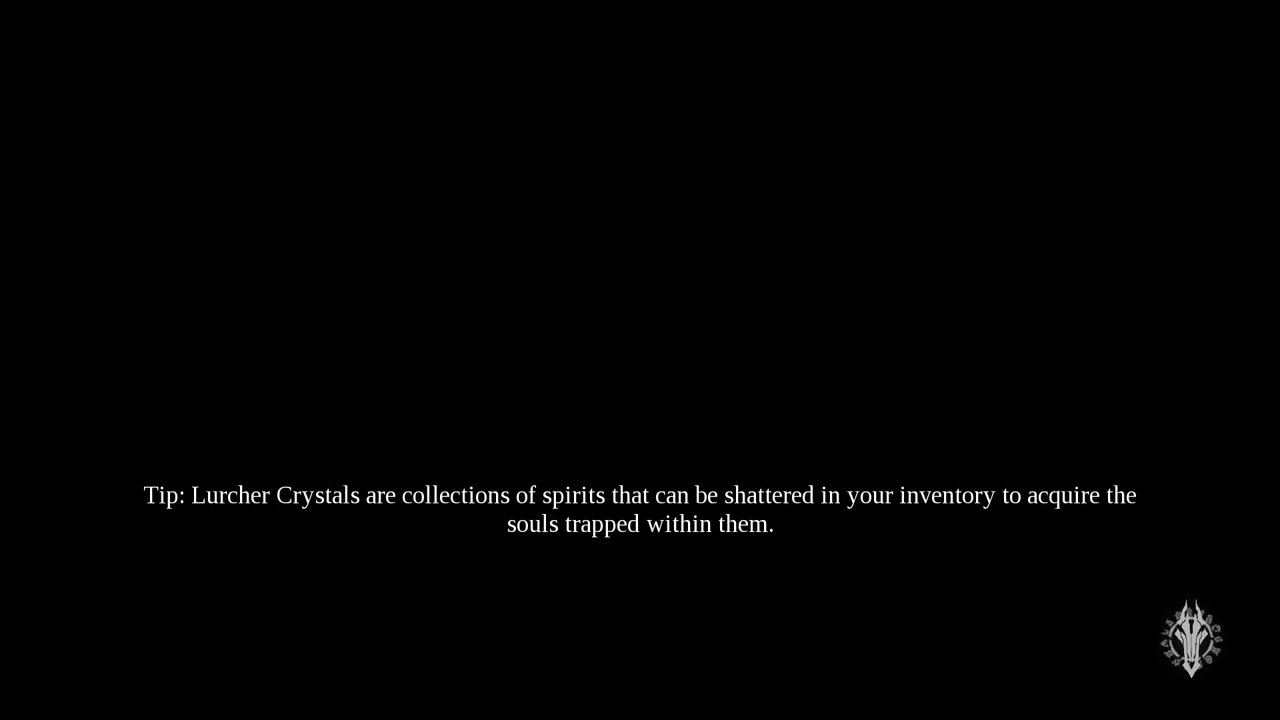 Tip: Lurcher Crystals are collections of spirits that can be shattered in your inventory to acquire the
souls trapped within them.